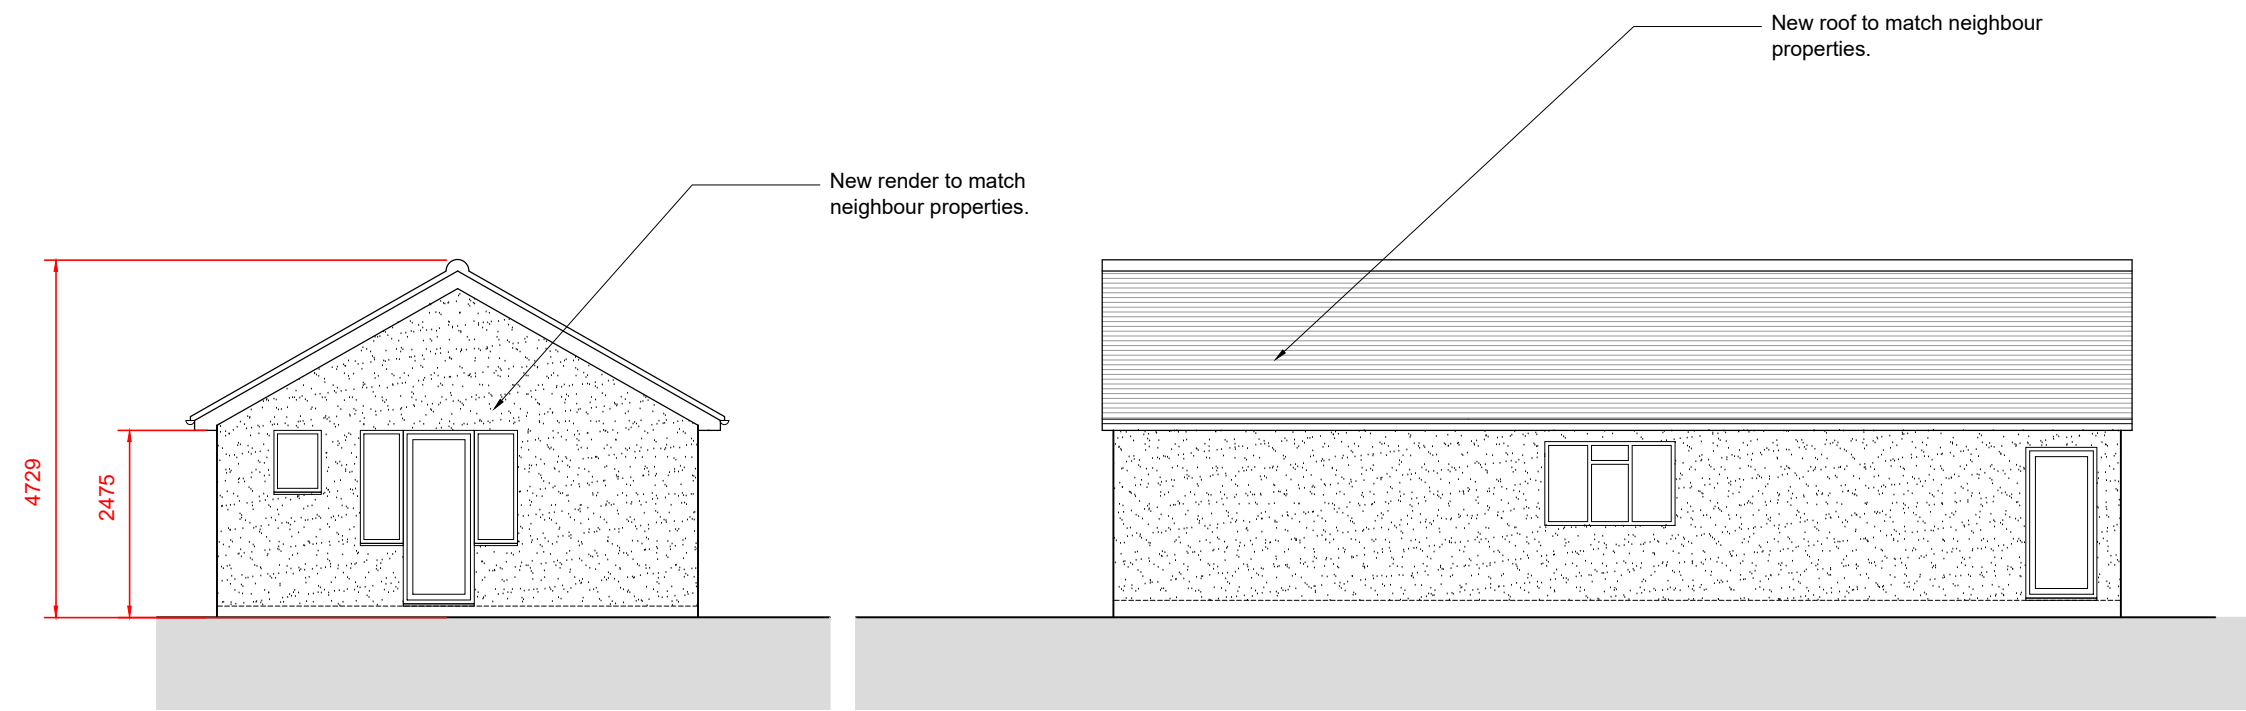 New roof to match neighbour
properties.
New render to match
neighbour properties.
4729
2475